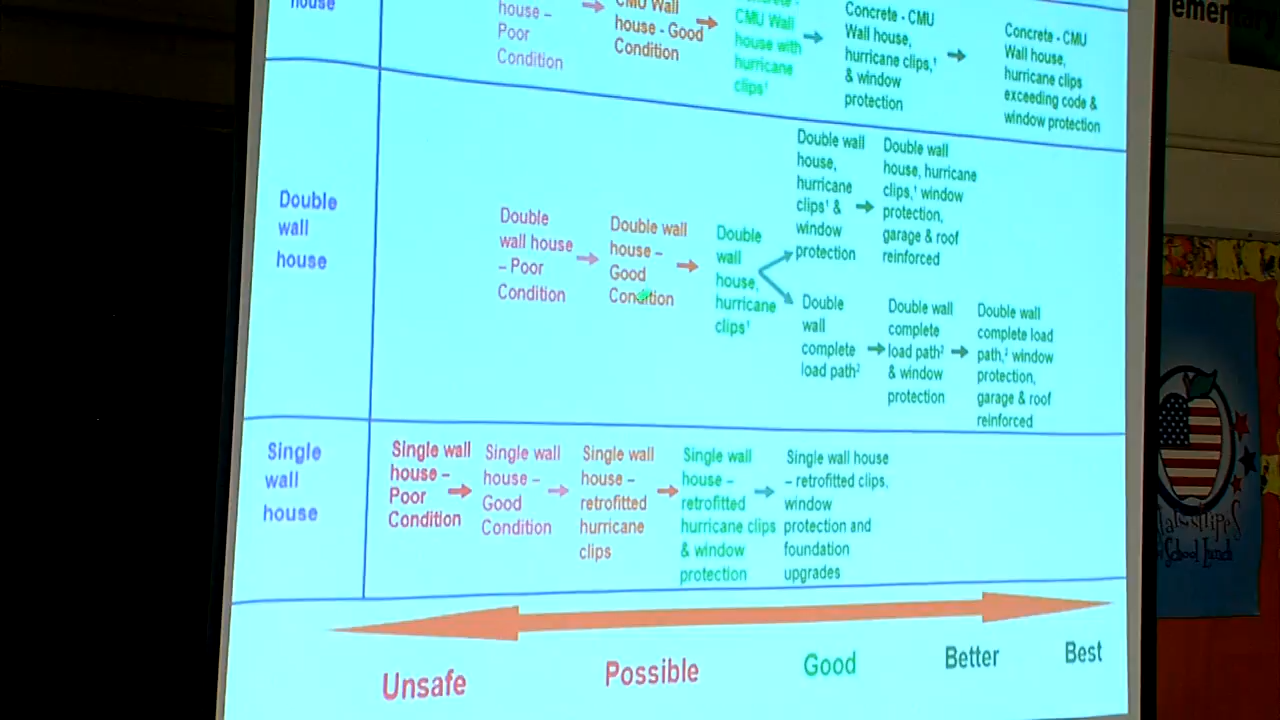 house
house –
Poor
Condition
CMU Wall
house - Good
Condition
CMU Wall
house with
hurricane
clips¹
Concrete - CMU
Wall house,
hurricane clips,¹
& window
protection
Concrete - CMU
Wall house,
hurricane clips
exceeding code &
window protection
Double
wall
house
Double
wall house
– Poor
Condition
Double wall
house –
Good
Condition
Double
wall
house,
hurricane
clips¹
Double wall
house,
hurricane
clips¹ &
window
protection
Double wall
house, hurricane
clips,¹ window
protection,
garage & roof
reinforced
Double
wall
complete
load path²
Double wall
complete
load path²
& window
protection
Double wall
complete load
path,² window
protection,
garage & roof
reinforced
Single
wall
house
Single wall
house –
Poor
Condition
Single wall
house –
Good
Condition
Single wall
house –
retrofitted
hurricane
clips
Single wall
house –
retrofitted
hurricane clips
& window
protection
Single wall house
– retrofitted clips,
window
protection and
foundation
upgrades
Unsafe
Possible
Good
Better
Best
School Lunch